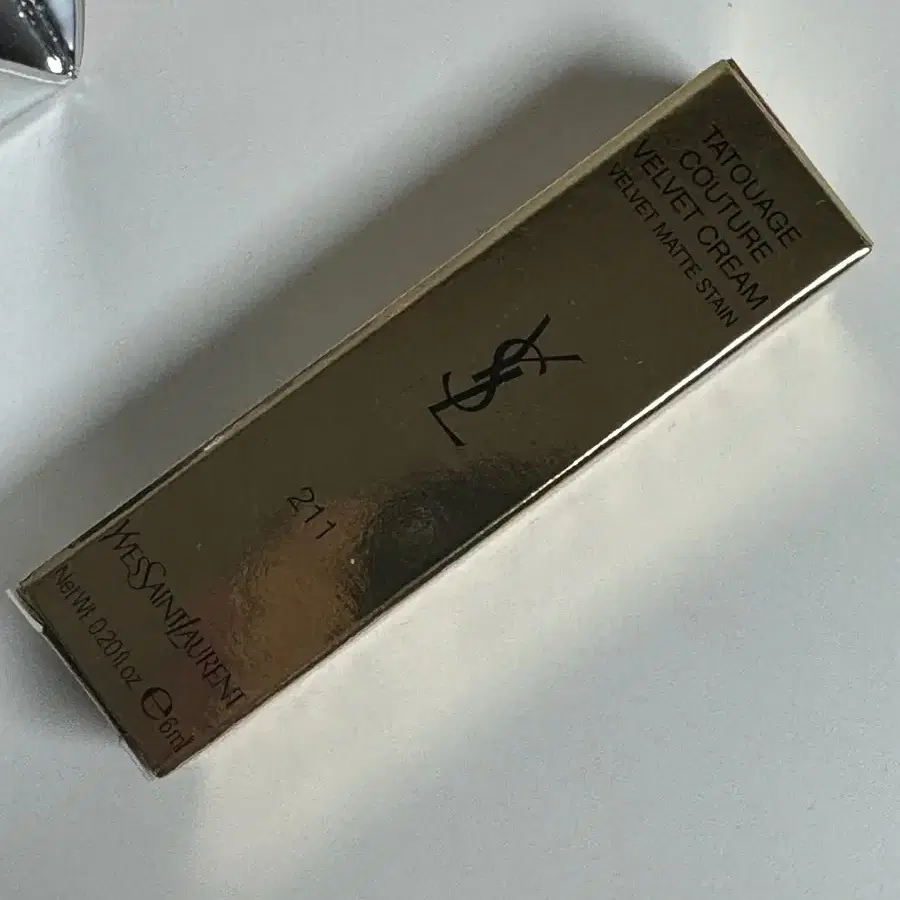 TATOUAGE
COUTURE
VELVET CREAM
VELVET MATTE STAIN
YSL
211
YVESSAINTLAURENT
Net Wt. 0.20fl.oz e 6ml